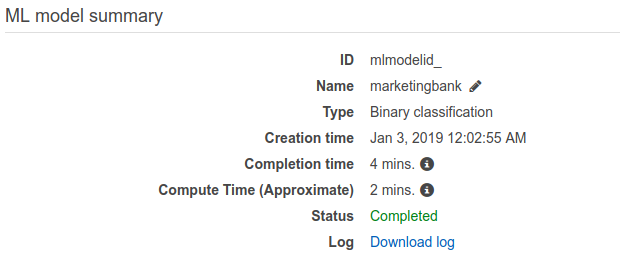 ML model summary
ID mlmodelid_
Name marketingbank
Type Binary classification
Creation time Jan 3, 2019 12:02:55 AM
Completion time 4 mins.
Compute Time (Approximate) 2 mins.
Status Completed
Log Download log